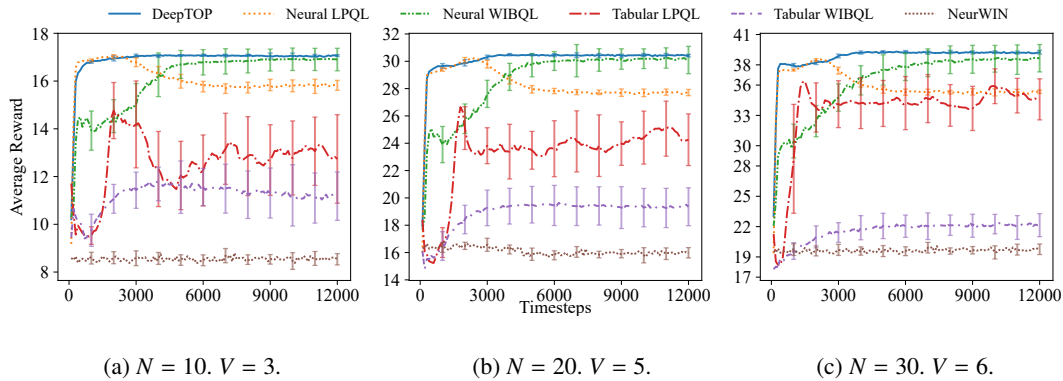 DeepTOP Neural LPQL Neural WIBQL Tabular LPQL Tabular WIBQL NeurWIN
Average Reward
18
16
14
12
10
8
0 3000 6000 9000 12000
32
30
28
26
24
22
20
18
16
14
0 3000 6000 9000 12000
41
38
36
33
30
28
25
22
19
17
0 3000 6000 9000 12000
Timesteps
(a) N = 10. V = 3.
(b) N = 20. V = 5.
(c) N = 30. V = 6.